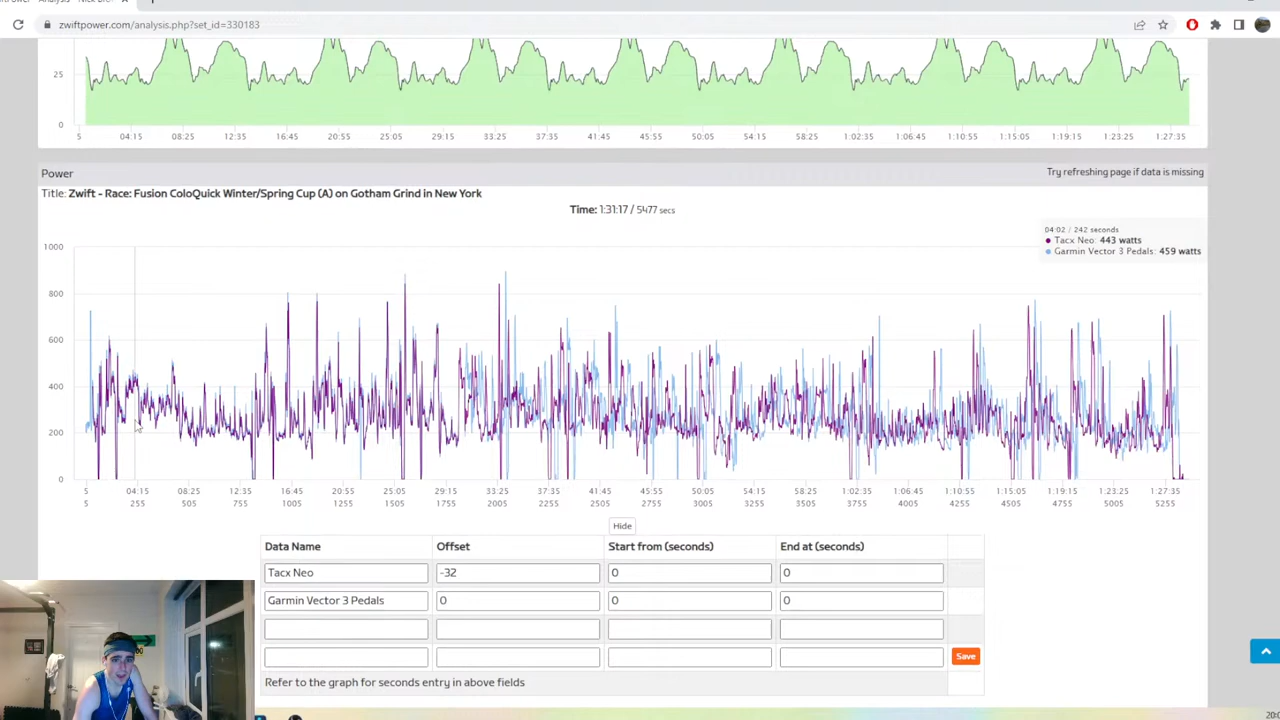 zwiftpower.com/analysis.php?set_id=330183
25
0
5 04:15 08:25 12:35 16:45 20:55 25:05 29:15 33:25 37:35 41:45 45:55 50:05 54:15 58:25 1:02:35 1:06:45 1:10:55 1:15:05 1:19:15 1:23:25 1:27:35
Power
Try refreshing page if data is missing
Title: Zwift - Race: Fusion ColoQuick Winter/Spring Cup (A) on Gotham Grind in New York
Time: 1:31:17 / 5477 secs
04:02 / 242 seconds
Tacx Neo: 443 watts
Garmin Vector 3 Pedals: 459 watts
1000
800
600
400
200
0
5 04:15 08:25 12:35 16:45 20:55 25:05 29:15 33:25 37:35 41:45 45:55 50:05 54:15 58:25 1:02:35 1:06:45 1:10:55 1:15:05 1:19:15 1:23:25 1:27:35
5 255 505 755 1005 1255 1505 1755 2005 2255 2505 2755 3005 3255 3505 3755 4005 4255 4505 4755 5005 5255
Hide
Data Name Offset Start from (seconds) End at (seconds)
Tacx Neo -32 0 0
Garmin Vector 3 Pedals 0 0 0
Save
Refer to the graph for seconds entry in above fields